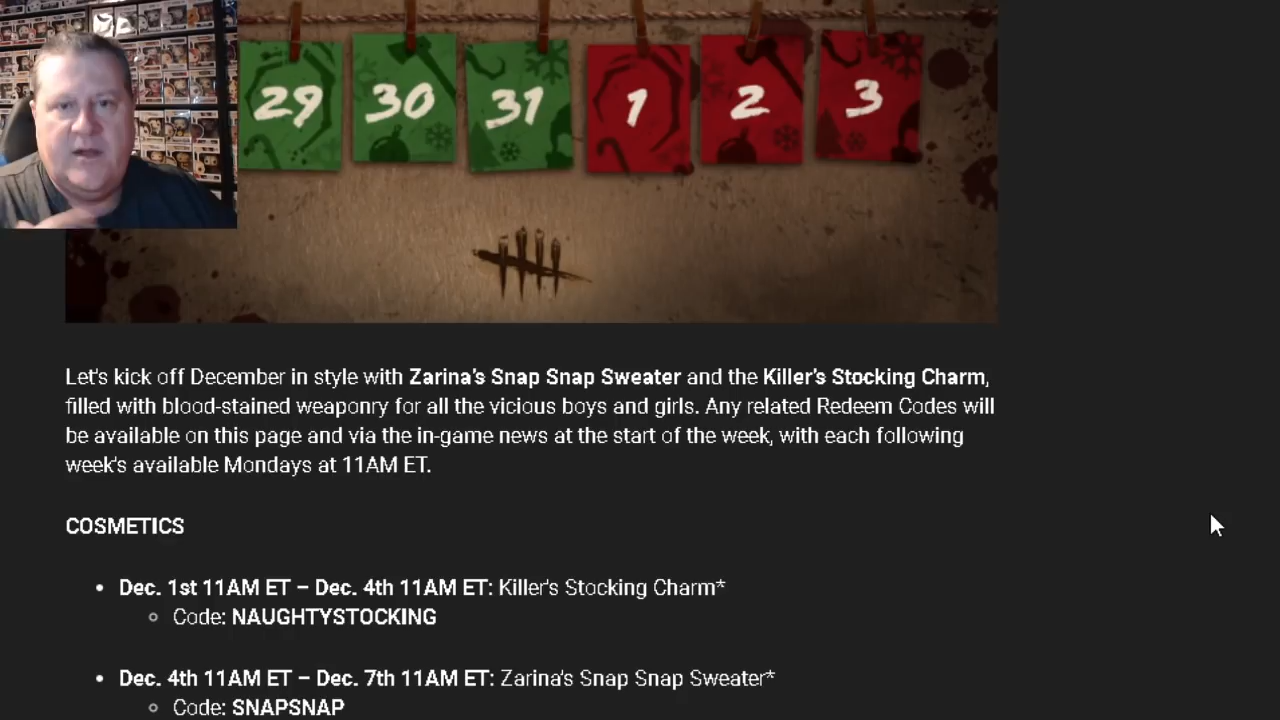 29 30 31 1 2 3
Let's kick off December in style with Zarina's Snap Snap Sweater and the Killer's Stocking Charm,
filled with blood-stained weaponry for all the vicious boys and girls. Any related Redeem Codes will
be available on this page and via the in-game news at the start of the week, with each following
week's available Mondays at 11AM ET.
COSMETICS
• Dec. 1st 11AM ET – Dec. 4th 11AM ET: Killer's Stocking Charm*
○ Code: NAUGHTYSTOCKING
• Dec. 4th 11AM ET – Dec. 7th 11AM ET: Zarina's Snap Snap Sweater*
○ Code: SNAPSNAP